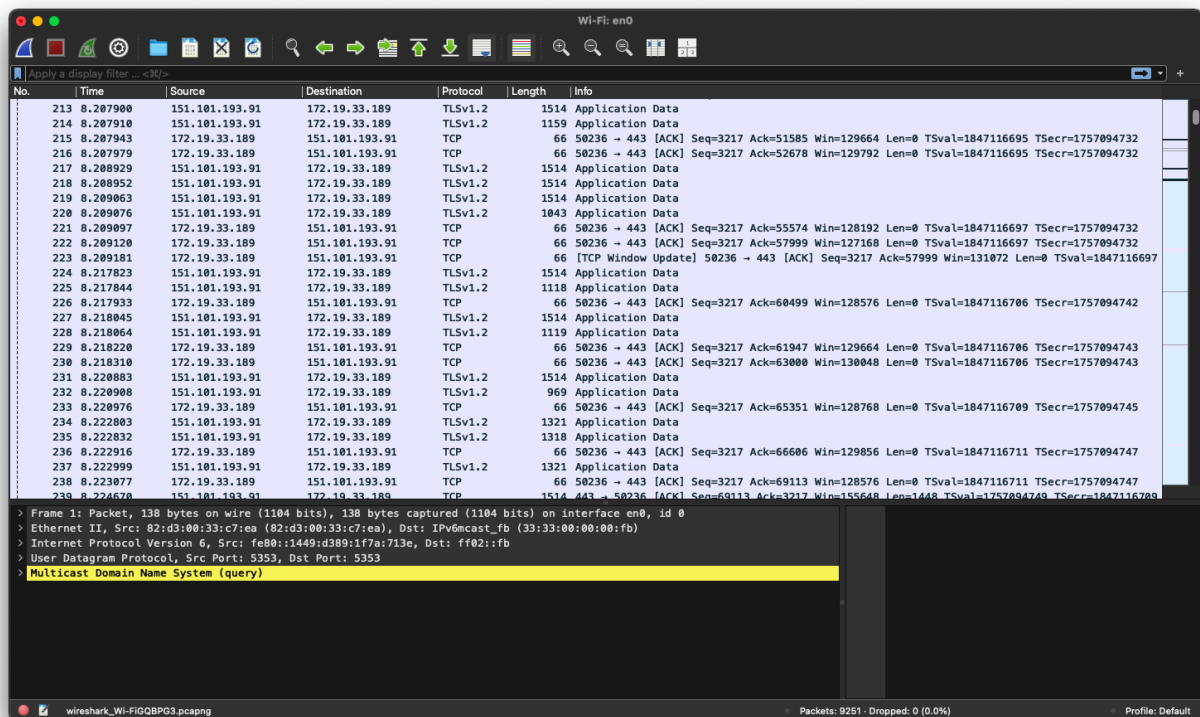 Wi-Fi: en0
Apply a display filter ... <⌘/>
No. Time Source Destination Protocol Length Info
213 8.207900 151.101.193.91 172.19.33.189 TLSv1.2 1514 Application Data
214 8.207910 151.101.193.91 172.19.33.189 TLSv1.2 1159 Application Data
215 8.207943 172.19.33.189 151.101.193.91 TCP 66 50236 → 443 [ACK] Seq=3217 Ack=51585 Win=129664 Len=0 TSval=1847116695 TSecr=1757094732
216 8.207979 172.19.33.189 151.101.193.91 TCP 66 50236 → 443 [ACK] Seq=3217 Ack=52678 Win=129792 Len=0 TSval=1847116695 TSecr=1757094732
217 8.208929 151.101.193.91 172.19.33.189 TLSv1.2 1514 Application Data
218 8.208952 151.101.193.91 172.19.33.189 TLSv1.2 1514 Application Data
219 8.209063 151.101.193.91 172.19.33.189 TLSv1.2 1514 Application Data
220 8.209076 151.101.193.91 172.19.33.189 TLSv1.2 1043 Application Data
221 8.209097 172.19.33.189 151.101.193.91 TCP 66 50236 → 443 [ACK] Seq=3217 Ack=55574 Win=128192 Len=0 TSval=1847116697 TSecr=1757094732
222 8.209120 172.19.33.189 151.101.193.91 TCP 66 50236 → 443 [ACK] Seq=3217 Ack=57999 Win=127168 Len=0 TSval=1847116697 TSecr=1757094732
223 8.209181 172.19.33.189 151.101.193.91 TCP 66 [TCP Window Update] 50236 → 443 [ACK] Seq=3217 Ack=57999 Win=131072 Len=0 TSval=1847116697
224 8.217823 151.101.193.91 172.19.33.189 TLSv1.2 1514 Application Data
225 8.217844 151.101.193.91 172.19.33.189 TLSv1.2 1118 Application Data
226 8.217933 172.19.33.189 151.101.193.91 TCP 66 50236 → 443 [ACK] Seq=3217 Ack=60499 Win=128576 Len=0 TSval=1847116706 TSecr=1757094742
227 8.218045 151.101.193.91 172.19.33.189 TLSv1.2 1514 Application Data
228 8.218064 151.101.193.91 172.19.33.189 TLSv1.2 1119 Application Data
229 8.218220 172.19.33.189 151.101.193.91 TCP 66 50236 → 443 [ACK] Seq=3217 Ack=61947 Win=129664 Len=0 TSval=1847116706 TSecr=1757094743
230 8.218310 172.19.33.189 151.101.193.91 TCP 66 50236 → 443 [ACK] Seq=3217 Ack=63000 Win=130048 Len=0 TSval=1847116706 TSecr=1757094743
231 8.220883 151.101.193.91 172.19.33.189 TLSv1.2 1514 Application Data
232 8.220908 151.101.193.91 172.19.33.189 TLSv1.2 969 Application Data
233 8.220976 172.19.33.189 151.101.193.91 TCP 66 50236 → 443 [ACK] Seq=3217 Ack=65351 Win=128768 Len=0 TSval=1847116709 TSecr=1757094745
234 8.222803 151.101.193.91 172.19.33.189 TLSv1.2 1321 Application Data
235 8.222832 151.101.193.91 172.19.33.189 TLSv1.2 1318 Application Data
236 8.222916 172.19.33.189 151.101.193.91 TCP 66 50236 → 443 [ACK] Seq=3217 Ack=66606 Win=129856 Len=0 TSval=1847116711 TSecr=1757094747
237 8.222999 151.101.193.91 172.19.33.189 TLSv1.2 1321 Application Data
238 8.223077 172.19.33.189 151.101.193.91 TCP 66 50236 → 443 [ACK] Seq=3217 Ack=69113 Win=128576 Len=0 TSval=1847116711 TSecr=1757094747
239 8.224670 151.101.193.91 172.19.33.189 TCP 1514 443 → 50236 [ACK] Seq=69113 Ack=3217 Win=155648 Len=1448 TSval=1757094749 TSecr=1847116709
Frame 1: Packet, 138 bytes on wire (1104 bits), 138 bytes captured (1104 bits) on interface en0, id 0
Ethernet II, Src: 82:d3:00:33:c7:ea (82:d3:00:33:c7:ea), Dst: IPv6mcast_fb (33:33:00:00:00:fb)
Internet Protocol Version 6, Src: fe80::1449:d389:1f7a:713e, Dst: ff02::fb
User Datagram Protocol, Src Port: 5353, Dst Port: 5353
Multicast Domain Name System (query)
wireshark_Wi-FiGQBPG3.pcapng Packets: 9251 · Dropped: 0 (0.0%) Profile: Default